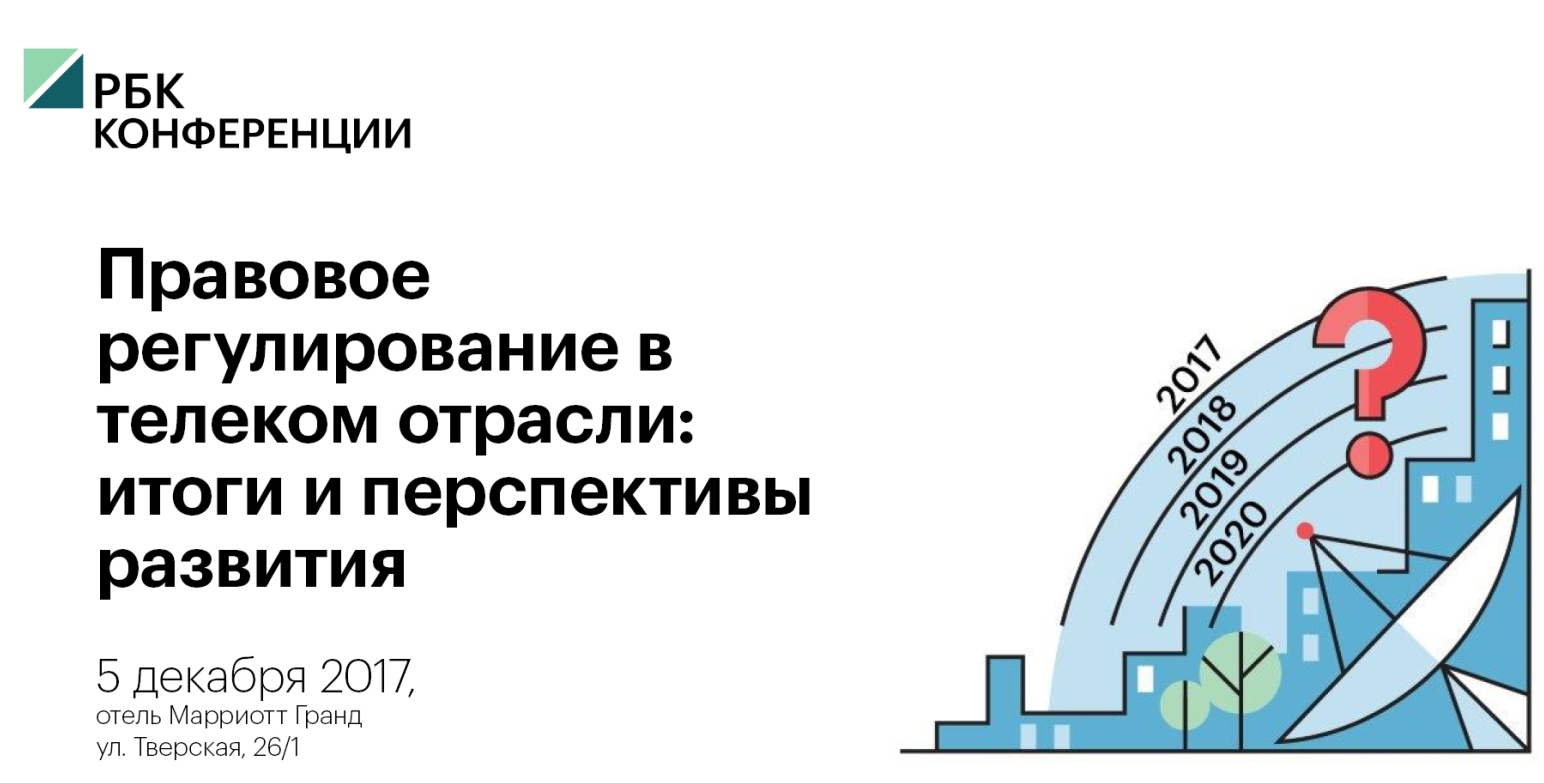 РБК
КОНФЕРЕНЦИИ
Правовое
регулирование в
телеком отрасли:
итоги и перспективы
развития
5 декабря 2017,
отель Марриотт Гранд
ул. Тверская, 26/1
2017
2018
2019
2020
?